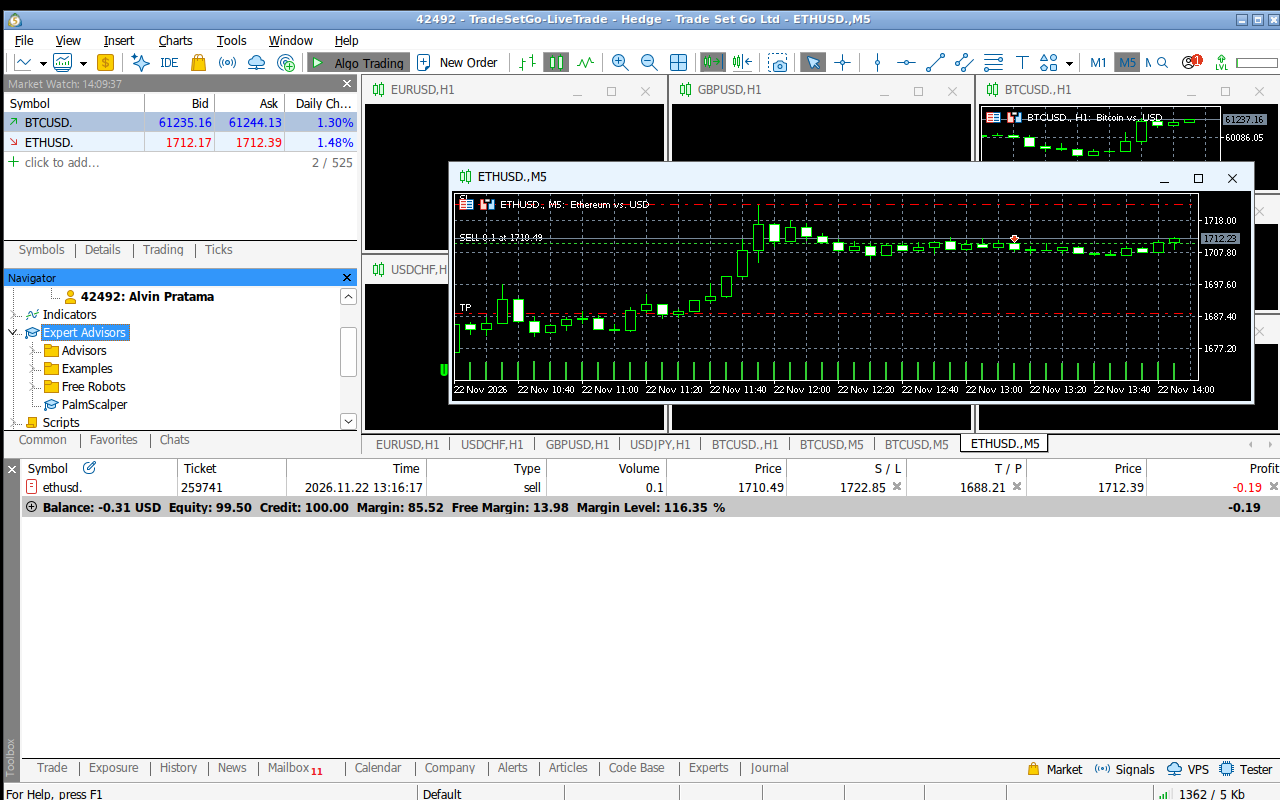 42492 - TradeSetGo-LiveTrade - Hedge - Trade Set Go Ltd - ETHUSD.,M5
File View Insert Charts Tools Window Help
IDE Algo Trading New Order M1 M5 1 LVL
Market Watch: 14:09:37
Symbol Bid Ask Daily Ch...
BTCUSD. 61235.16 61244.13 1.30%
ETHUSD. 1712.17 1712.39 1.48%
click to add... 2 / 525
Symbols Details Trading Ticks
Navigator
42492: Alvin Pratama
Indicators
Expert Advisors
Advisors
Examples
Free Robots
PalmScalper
Scripts
Common Favorites Chats
EURUSD,H1
GBPUSD,H1
BTCUSD.,H1
BTCUSD., H1: Bitcoin vs. USD
61237.16
60086.05
USDCHF,H
ETHUSD.,M5
ETHUSD., M5: Ethereum vs. USD
SELL 0.1 at 1710.49
TP
1718.00
1712.23
1707.80
1697.60
1687.40
1677.20
22 Nov 2026 22 Nov 10:40 22 Nov 11:00 22 Nov 11:20 22 Nov 11:40 22 Nov 12:00 22 Nov 12:20 22 Nov 12:40 22 Nov 13:00 22 Nov 13:20 22 Nov 13:40 22 Nov 14:00
EURUSD,H1 USDCHF,H1 GBPUSD,H1 USDJPY,H1 BTCUSD.,H1 BTCUSD,M5 BTCUSD,M5 ETHUSD.,M5
Symbol Ticket Time Type Volume Price S / L T / P Price Profit
ethusd. 259741 2026.11.22 13:16:17 sell 0.1 1710.49 1722.85 1688.21 1712.39 -0.19
Balance: -0.31 USD Equity: 99.50 Credit: 100.00 Margin: 85.52 Free Margin: 13.98 Margin Level: 116.35 % -0.19
Toolbox
Trade Exposure History News Mailbox 11 Calendar Company Alerts Articles Code Base Experts Journal Market Signals VPS Tester
For Help, press F1 Default 1362 / 5 Kb